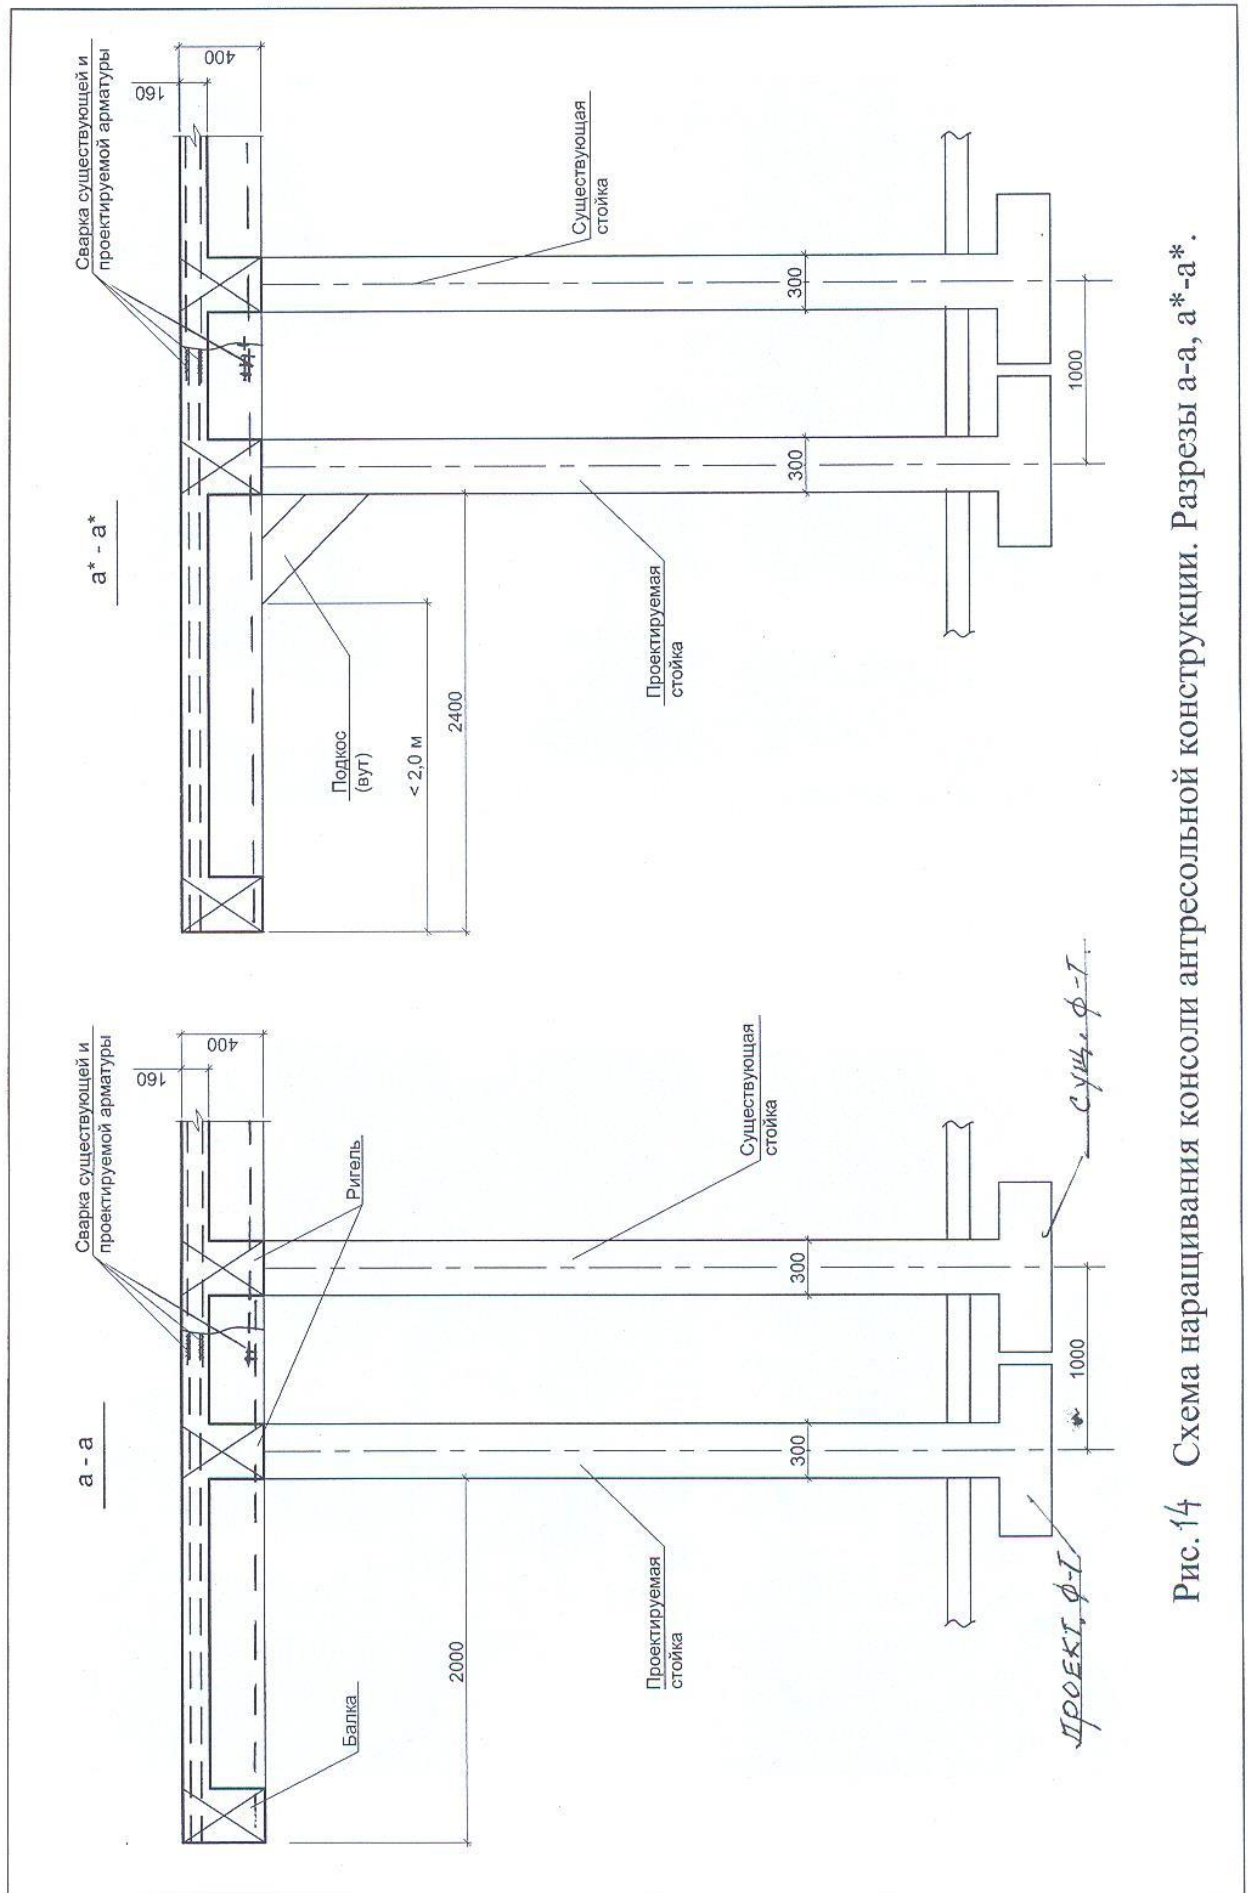 а - а
Сварка существующей и
проектируемой арматуры
160
400
Балка
Ригель
2000
Проектируемая
стойка
Существующая
стойка
300
300
1000
ПРОЕКТ. Ф-Т
СУЩ. Ф-Т.
а* - а*
Сварка существующей и
проектируемой арматуры
160
400
Подкос
(вут)
< 2,0 м
2400
Проектируемая
стойка
Существующая
стойка
300
300
1000
Рис.14 Схема наращивания консоли антресольной конструкции. Разрезы а-а, а*-а*.